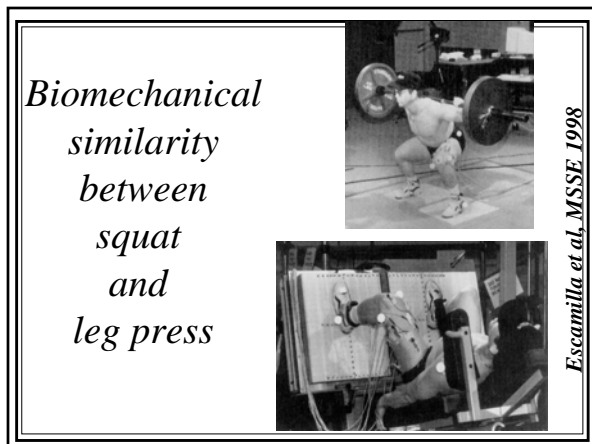 Biomechanical
similarity
between
squat
and
leg press
Escamilla et al, MSSE 1998